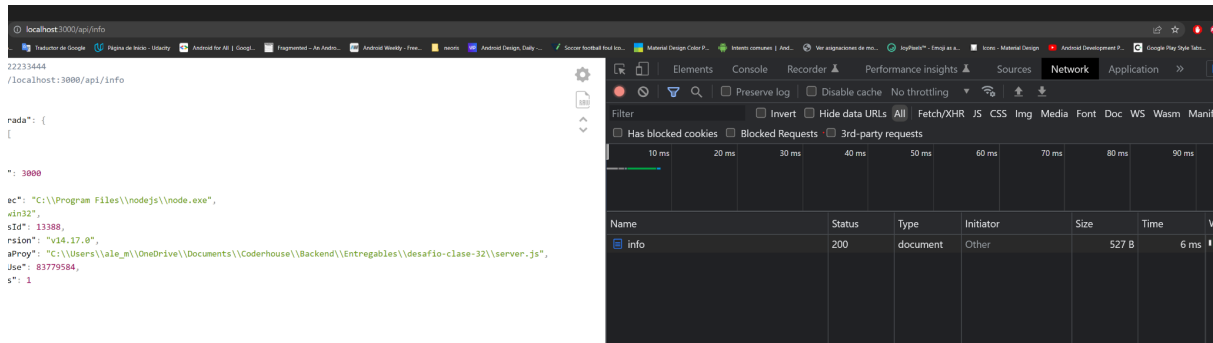 localhost:3000/api/info
Traductor de Google Página de Inicio - Udacity Android for All | Googl... Fragmented - An Andro... Android Weekly - Free... neoris Android Design, Daily -... Soccer football foul ico... Material Design Color P... Intents comunes | And... Ver asignaciones de mo... JoyPixels™ - Emoji as a... Icons - Material Design Android Development P... Google Play Style Tabs...
22233444
/localhost:3000/api/info
rada": {
[
": 3000
ec": "C:\\Program Files\\nodejs\\node.exe",
win32",
sId": 13388,
rsion": "v14.17.0",
aProy": "C:\\Users\\ale_m\\OneDrive\\Documents\\Coderhouse\\Backend\\Entregables\\desafio-clase-32\\server.js",
Use": 83779584,
s": 1
Elements Console Recorder Performance insights Sources Network Application »
Preserve log Disable cache No throttling
Filter Invert Hide data URLs All Fetch/XHR JS CSS Img Media Font Doc WS Wasm Manif
Has blocked cookies Blocked Requests 3rd-party requests
10 ms 20 ms 30 ms 40 ms 50 ms 60 ms 70 ms 80 ms 90 ms
Name Status Type Initiator Size Time
info 200 document Other 527 B 6 ms